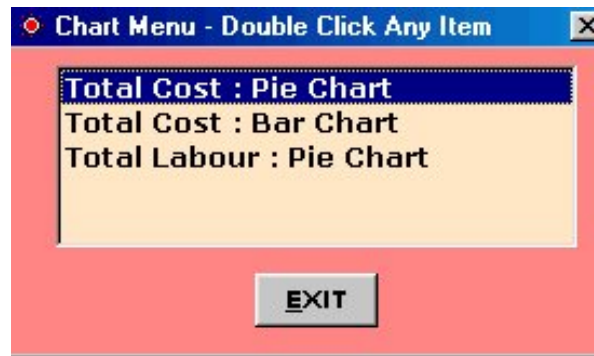 Chart Menu - Double Click Any Item
Total Cost : Pie Chart
Total Cost : Bar Chart
Total Labour : Pie Chart
EXIT